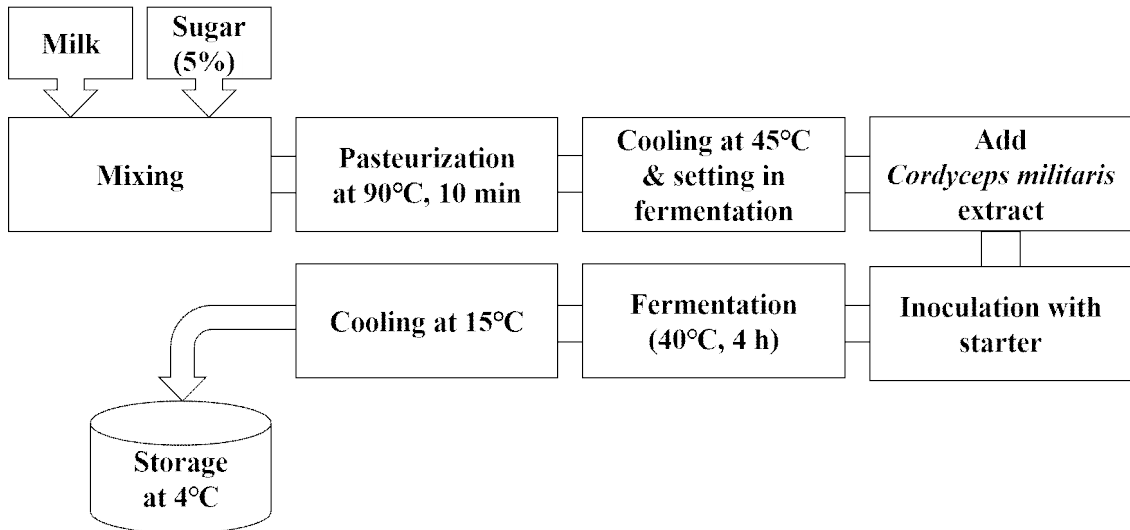 Milk
Sugar
(5%)
Mixing
Pasteurization
at 90℃, 10 min
Cooling at 45℃
& setting in
fermentation
Add
Cordyceps militaris
extract
Inoculation with
starter
Fermentation
(40℃, 4 h)
Cooling at 15℃
Storage
at 4℃